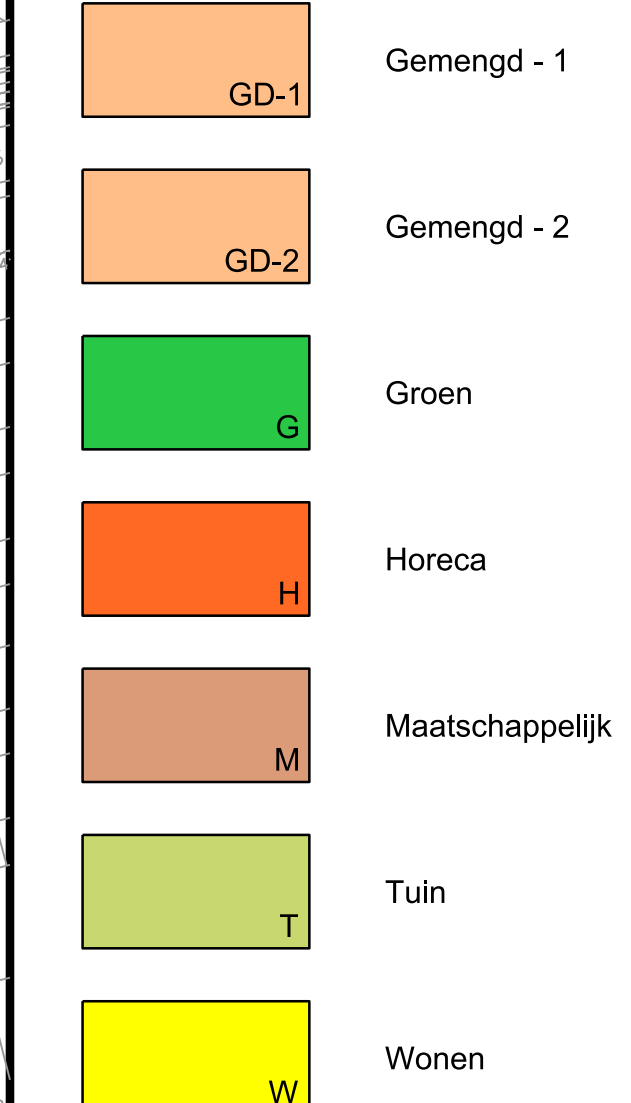 GD-1 Gemengd - 1
GD-2 Gemengd - 2
G Groen
H Horeca
M Maatschappelijk
T Tuin
W Wonen